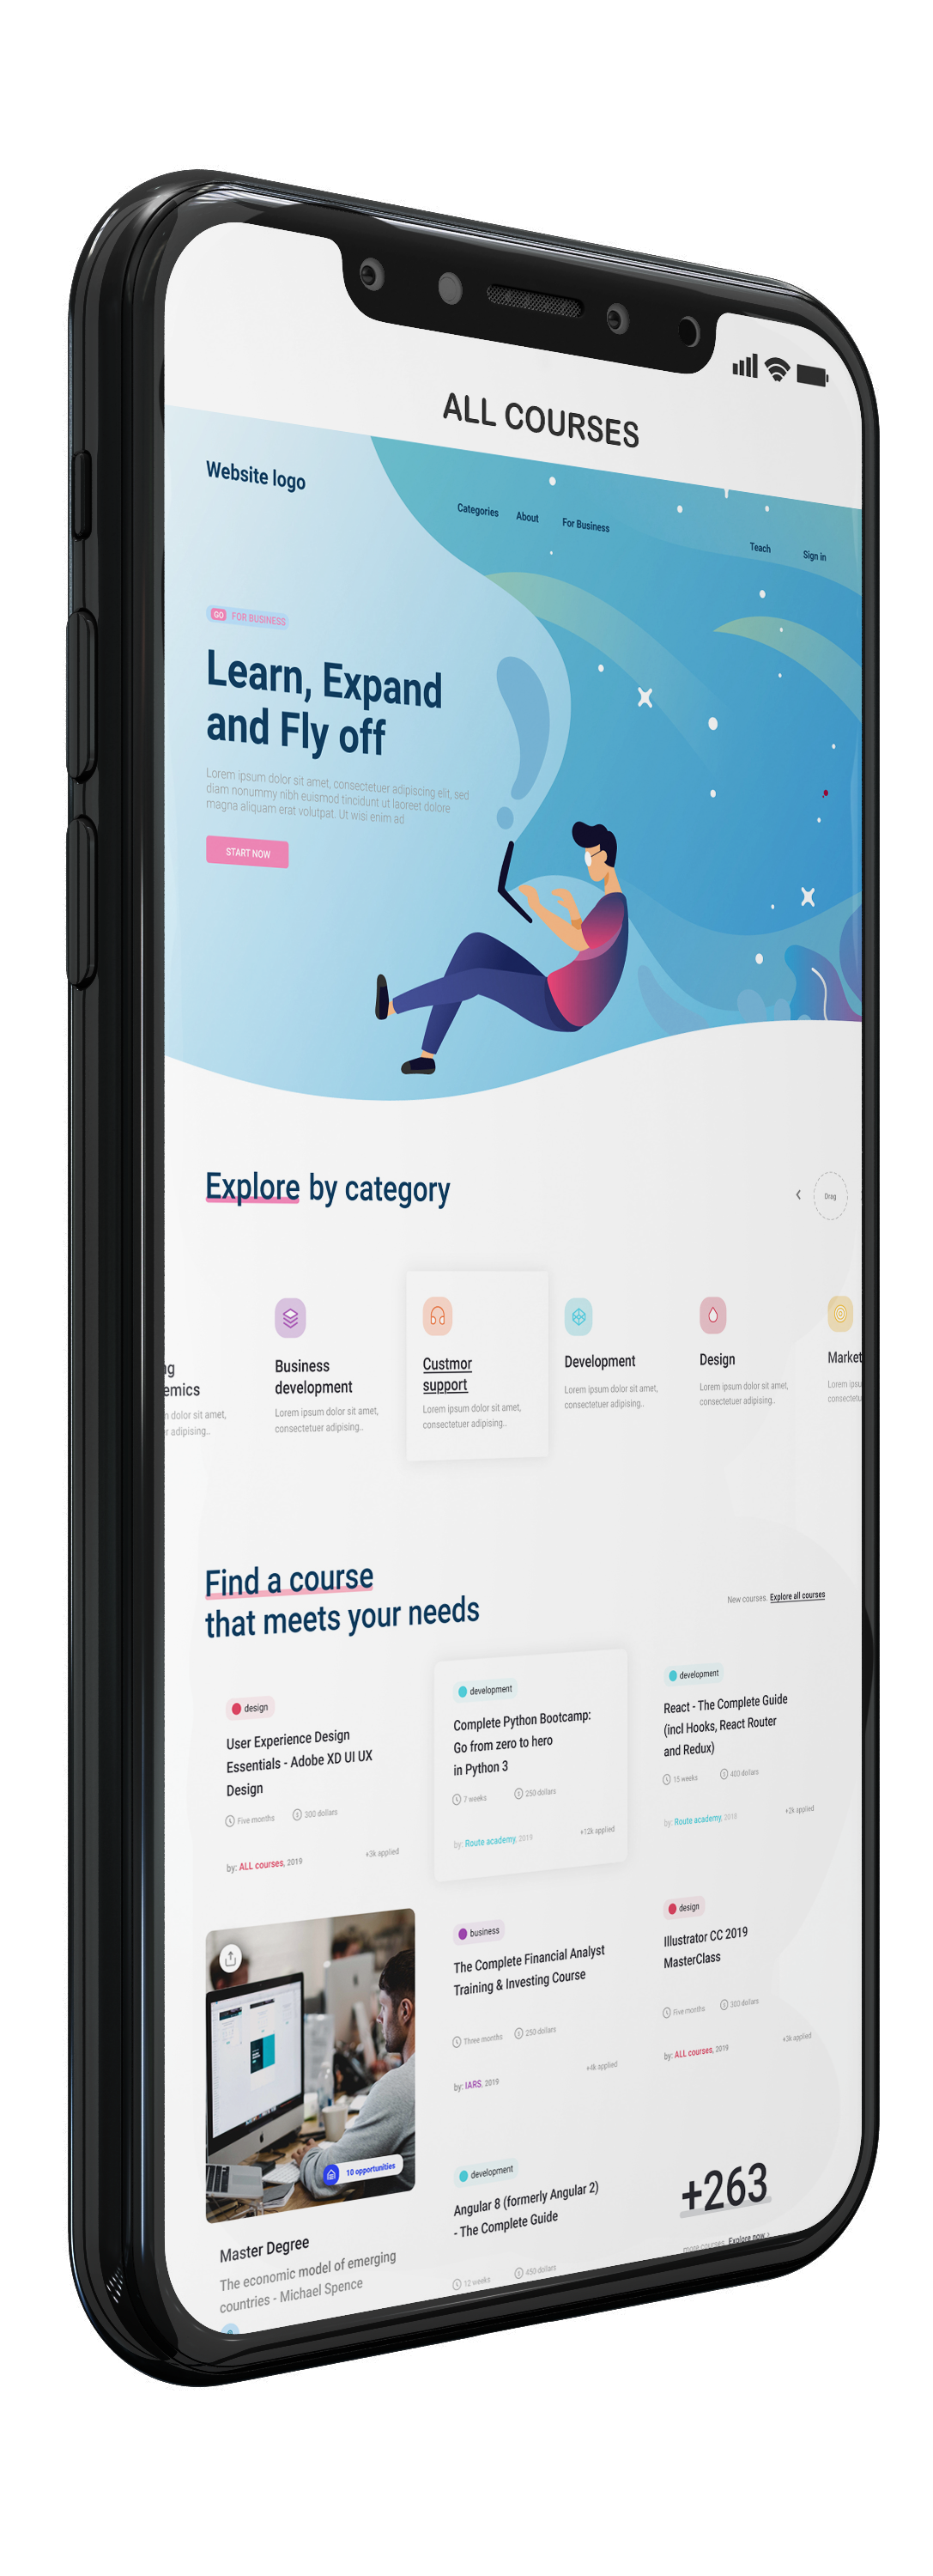 ALL COURSES
Website logo
Categories About For Business Teach Sign in
GO FOR BUSINESS
Learn, Expand
and Fly off
Lorem ipsum dolor sit amet, consectetuer adipiscing elit, sed
diam nonummy nibh euismod tincidunt ut laoreet dolore
magna aliquam erat volutpat. Ut wisi enim ad
START NOW
Explore by category
Drag
ng
emics
dolor sit amet,
r adipising..
Business
development
Lorem ipsum dolor sit amet,
consectetuer adipising..
Custmor
support
Lorem ipsum dolor sit amet,
consectetuer adipising..
Development
Lorem ipsum dolor sit amet,
consectetuer adipising..
Design
Lorem ipsum dolor sit amet,
consectetuer adipising..
Market
Lorem ipsu
consectetu
Find a course
that meets your needs
New courses. Explore all courses
design
User Experience Design
Essentials - Adobe XD UI UX
Design
Five months 300 dollars
by: ALL courses, 2019 +3k applied
development
Complete Python Bootcamp:
Go from zero to hero
in Python 3
7 weeks 250 dollars
by: Route academy, 2019 +12k applied
development
React - The Complete Guide
(incl Hooks, React Router
and Redux)
15 weeks 400 dollars
by: Route academy, 2018 +2k applied
10 opportunities
Master Degree
The economic model of emerging
countries - Michael Spence
business
The Complete Financial Analyst
Training & Investing Course
Three months 250 dollars
by: IARS, 2019 +4k applied
design
Illustrator CC 2019
MasterClass
Five months 300 dollars
by: ALL courses, 2019 +3k applied
development
Angular 8 (formerly Angular 2)
- The Complete Guide
12 weeks 450 dollars
+263
more courses. Explore now